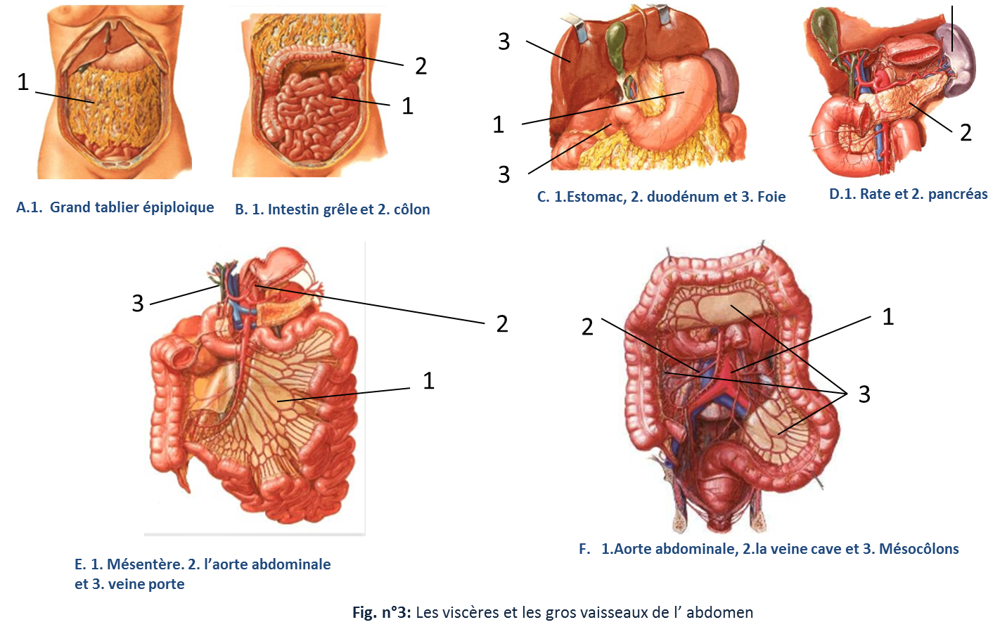 1
2
1
3
1
3
2
A.1. Grand tablier épiploique
B. 1. Intestin grêle et 2. côlon
C. 1.Estomac, 2. duodénum et 3. Foie
D.1. Rate et 2. pancréas
3
2
1
2
1
3
E. 1. Mésentère. 2. l’aorte abdominale
et 3. veine porte
F. 1.Aorte abdominale, 2.la veine cave et 3. Mésocôlons
Fig. n°3: Les viscères et les gros vaisseaux de l’ abdomen